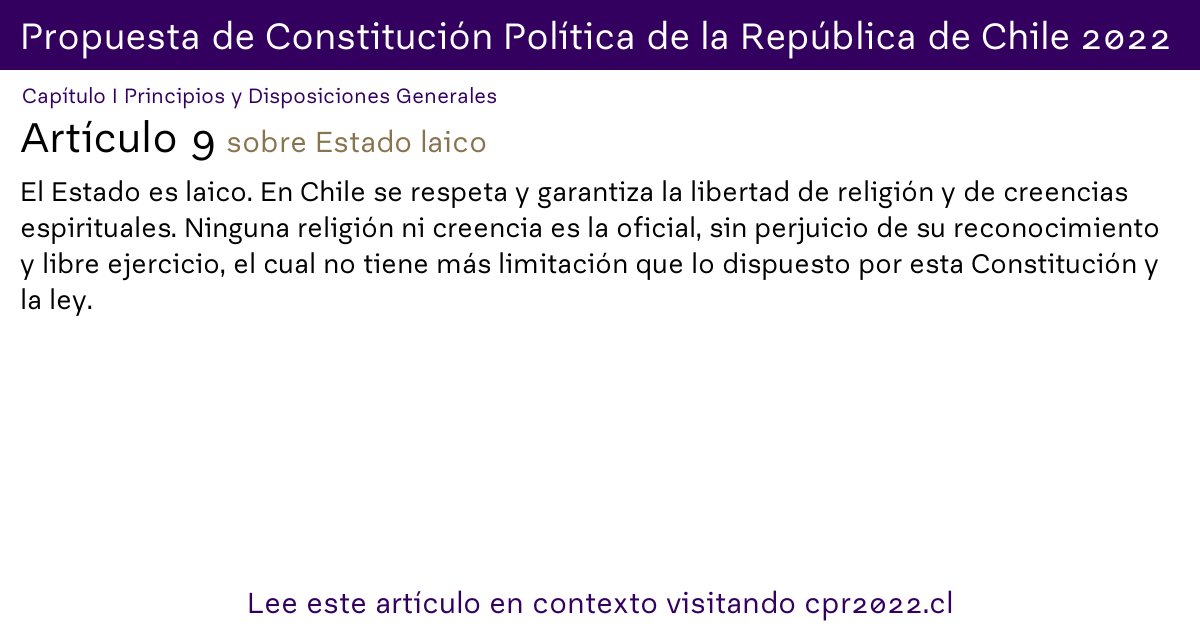 Propuesta de Constitución Política de la República de Chile 2022
Capítulo I Principios y Disposiciones Generales
Artículo 9 sobre Estado laico
El Estado es laico. En Chile se respeta y garantiza la libertad de religión y de creencias
espirituales. Ninguna religión ni creencia es la oficial, sin perjuicio de su reconocimiento
y libre ejercicio, el cual no tiene más limitación que lo dispuesto por esta Constitución y
la ley.
Lee este artículo en contexto visitando cpr2022.cl